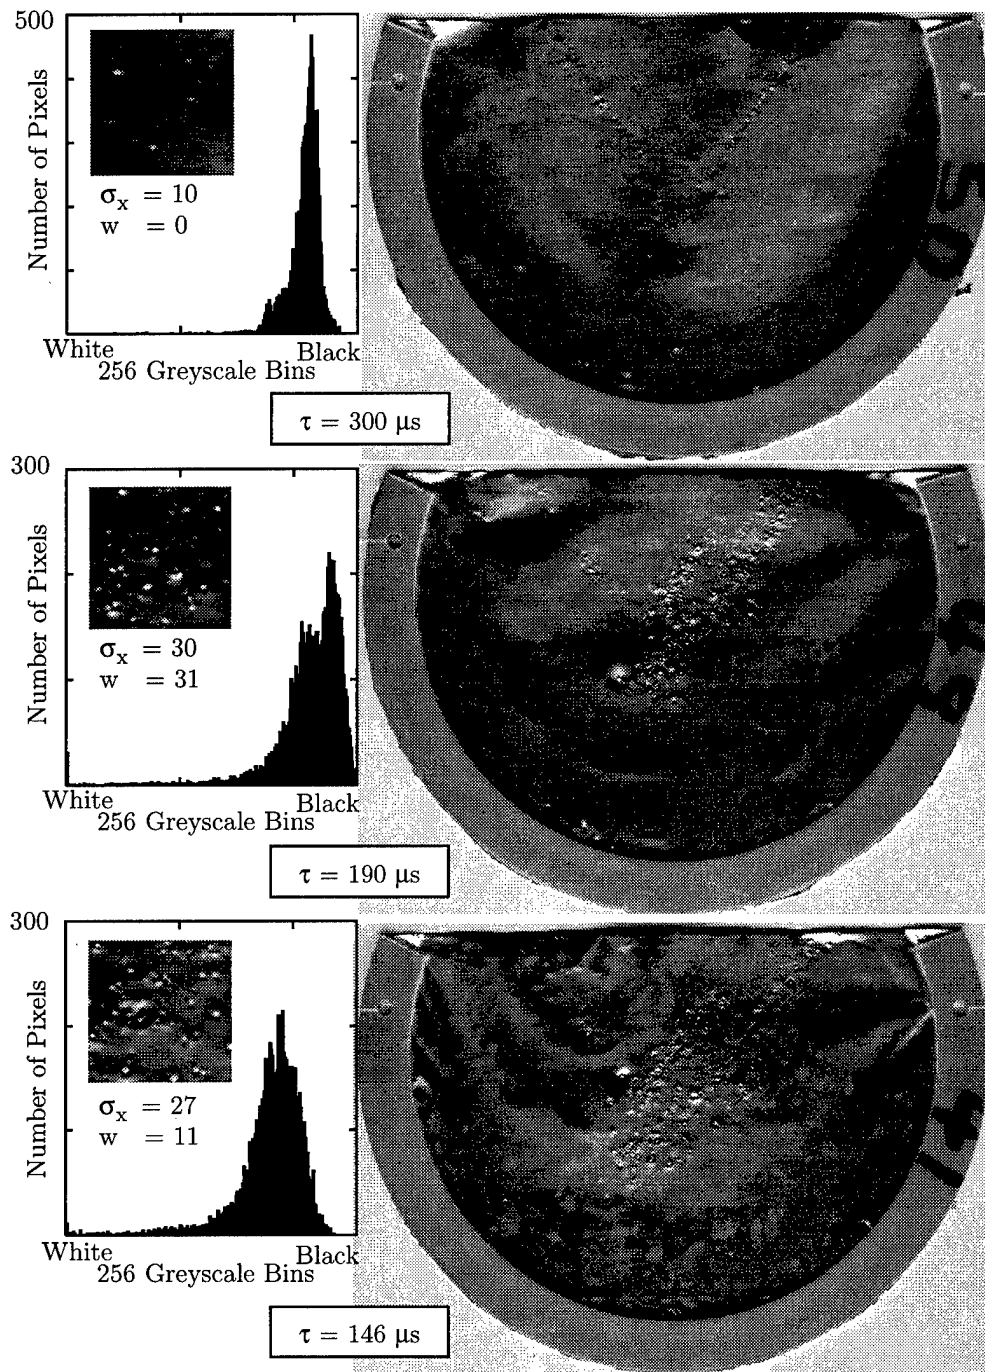 500
Number of Pixels
σx = 10
w = 0
White
Black
256 Greyscale Bins
τ = 300 µs
300
Number of Pixels
σx = 30
w = 31
White
Black
256 Greyscale Bins
τ = 190 µs
300
Number of Pixels
σx = 27
w = 11
White
Black
256 Greyscale Bins
τ = 146 µs